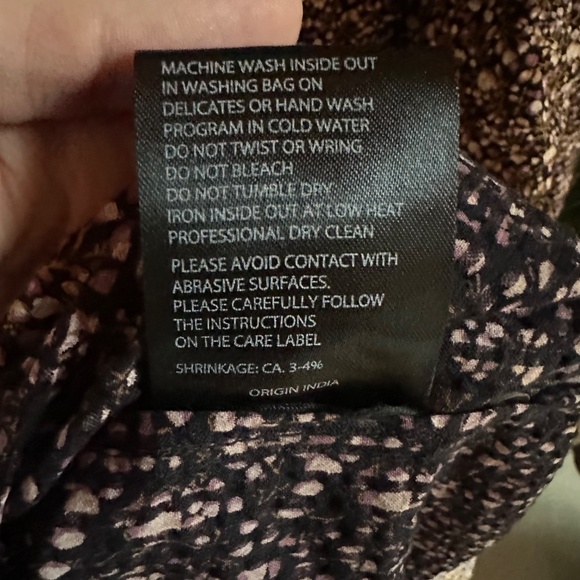 MACHINE WASH INSIDE OUT
IN WASHING BAG ON
DELICATES OR HAND WASH
PROGRAM IN COLD WATER
DO NOT TWIST OR WRING
DO NOT BLEACH
DO NOT TUMBLE DRY
IRON INSIDE OUT AT LOW HEAT
PROFESSIONAL DRY CLEAN
PLEASE AVOID CONTACT WITH
ABRASIVE SURFACES.
PLEASE CAREFULLY FOLLOW
THE INSTRUCTIONS
ON THE CARE LABEL
SHRINKAGE: CA. 3-4%
ORIGIN INDIA